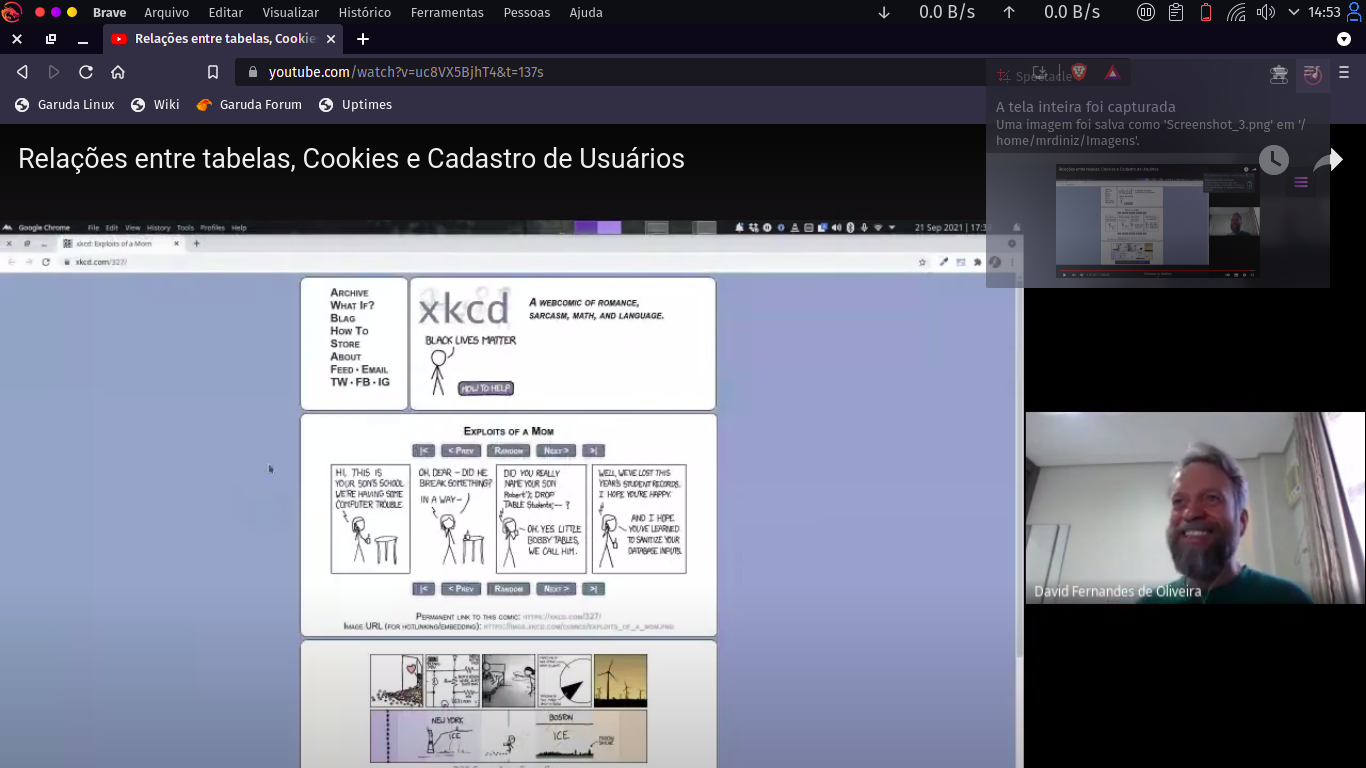 Brave Arquivo Editar Visualizar Histórico Ferramentas Pessoas Ajuda
0.0 B/s 0.0 B/s 14:53
Relações entre tabelas, Cookie
youtube.com/watch?v=uc8VX5BjhT4&t=137s
Garuda Linux Wiki Garuda Forum Uptimes
Spectacle
A tela inteira foi capturada
Uma imagem foi salva como 'Screenshot_3.png' em '/
home/mrdiniz/Imagens'.
Relações entre tabelas, Cookies e Cadastro de Usuários
Google Chrome File Edit View History Tools Profiles Help
21 Sep 2021 | 17:3
xkcd: Exploits of a Mom
xkcd.com/327/
ARCHIVE
WHAT IF?
BLAG
HOW TO
STORE
ABOUT
FEED • EMAIL
TW • FB • IG
xkcd
A WEBCOMIC OF ROMANCE,
SARCASM, MATH, AND LANGUAGE.
BLACK LIVES MATTER
HOW TO HELP
EXPLOITS OF A MOM
|< < PREV RANDOM NEXT > >|
HI, THIS IS
YOUR SON'S SCHOOL.
WE'RE HAVING SOME
COMPUTER TROUBLE.
OH, DEAR – DID HE
BREAK SOMETHING?
IN A WAY–
DID YOU REALLY
NAME YOUR SON
Robert'); DROP
TABLE Students;-- ?
OH, YES. LITTLE
BOBBY TABLES,
WE CALL HIM.
WELL, WE'VE LOST THIS
YEAR'S STUDENT RECORDS.
I HOPE YOU'RE HAPPY.
AND I HOPE
YOU'VE LEARNED
TO SANITIZE YOUR
DATABASE INPUTS.
|< < PREV RANDOM NEXT > >|
PERMANENT LINK TO THIS COMIC: HTTPS://XKCD.COM/327/
IMAGE URL (FOR HOTLINKING/EMBEDDING): HTTPS://IMGS.XKCD.COM/COMICS/EXPLOITS_OF_A_MOM.PNG
NEW YORK
ICE
BOSTON
ICE
David Fernandes de Oliveira